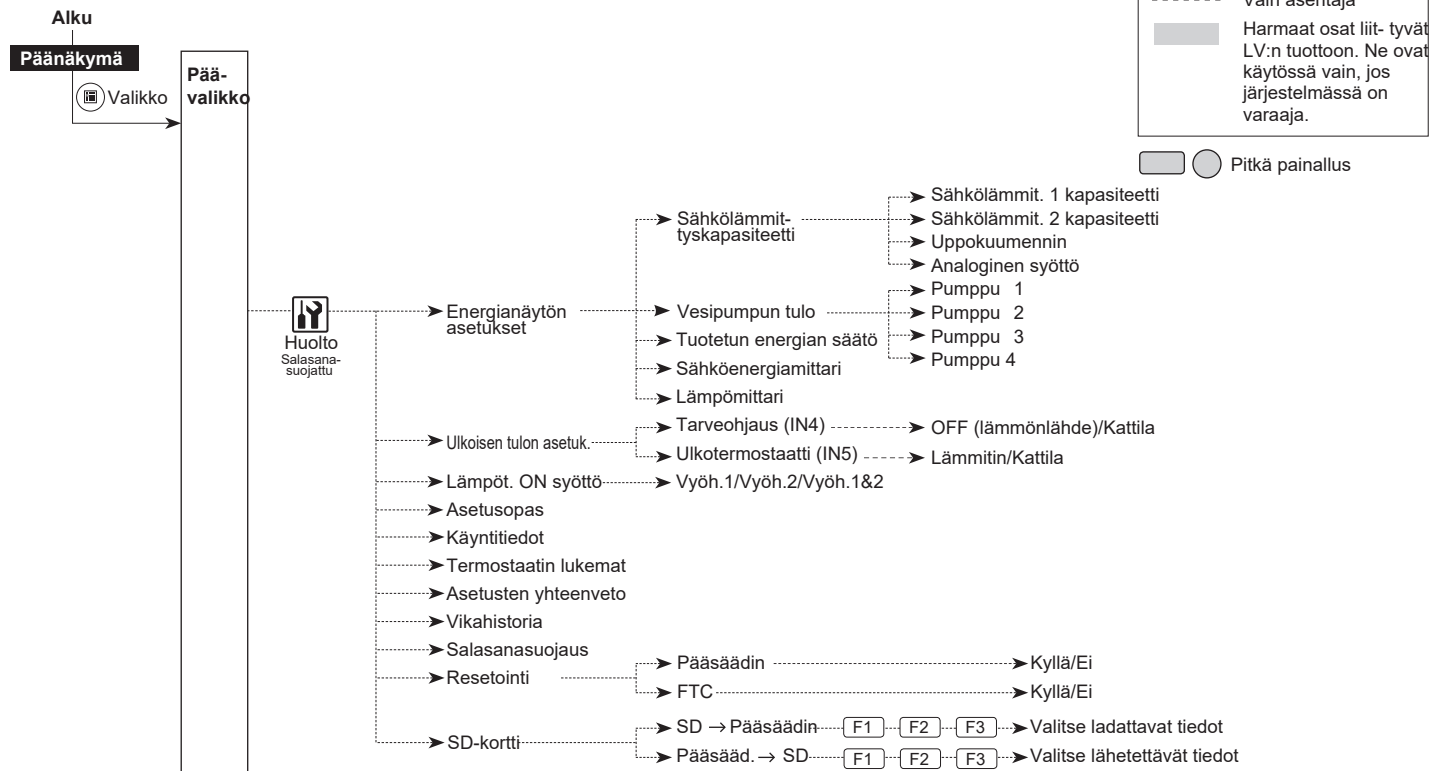 Alku
Päänäkymä
Valikko
Pää-
valikko
Vain asentaja
Harmaat osat liit- tyvät
LV:n tuottoon. Ne ovat
käytössä vain, jos
järjestelmässä on
varaaja.
Pitkä painallus
Huolto
Salasana-
suojattu
Energianäytön
asetukset
Sähkölämmit-
tyskapasiteetti
Sähkölämmit. 1 kapasiteetti
Sähkölämmit. 2 kapasiteetti
Uppokuumennin
Analoginen syöttö
Vesipumpun tulo
Pumppu 1
Pumppu 2
Pumppu 3
Pumppu 4
Tuotetun energian säätö
Sähköenergiamittari
Lämpömittari
Ulkoisen tulon asetuk.
Tarveohjaus (IN4)
OFF (lämmönlähde)/Kattila
Ulkotermostaatti (IN5)
Lämmitin/Kattila
Lämpöt. ON syöttö
Vyöh.1/Vyöh.2/Vyöh.1&2
Asetusopas
Käyntitiedot
Termostaatin lukemat
Asetusten yhteenveto
Vikahistoria
Salasanasuojaus
Resetointi
Pääsäädin
Kyllä/Ei
FTC
Kyllä/Ei
SD-kortti
SD → Pääsäädin F1 F2 F3 Valitse ladattavat tiedot
Pääsääd. → SD F1 F2 F3 Valitse lähetettävät tiedot